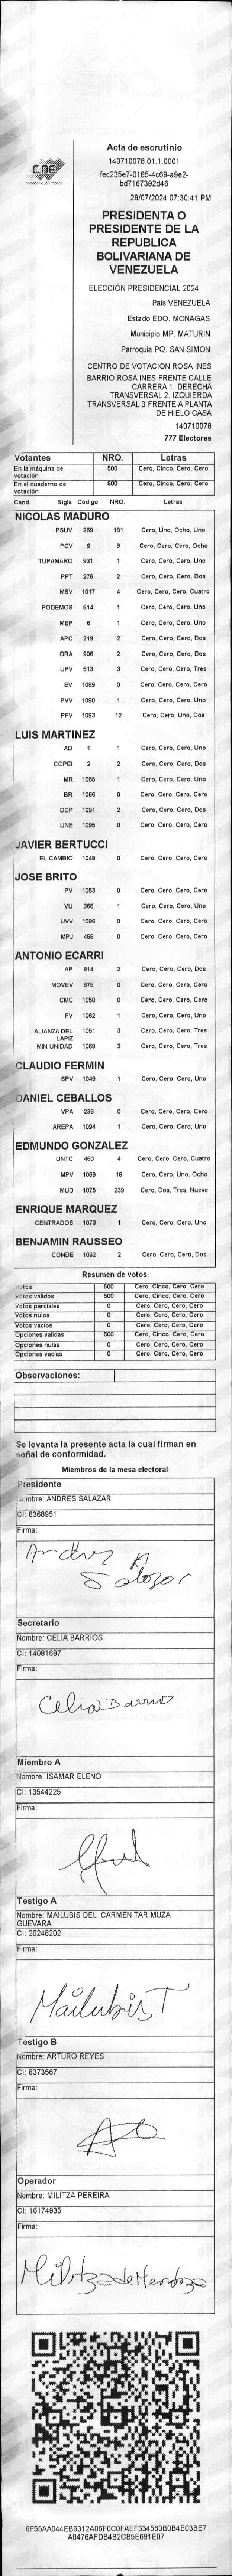 CNE
Acta de escrutinio
140710078.01.1.0001
fec235e7-0185-4c69-a9e2-
bd7167392d46
28/07/2024 07:30:41 PM
PRESIDENTA O
PRESIDENTE DE LA
REPUBLICA
BOLIVARIANA DE
VENEZUELA
ELECCIÓN PRESIDENCIAL 2024
Pais VENEZUELA
Estado EDO. MONAGAS
Municipio MP. MATURIN
Parroquia PQ. SAN SIMON
CENTRO DE VOTACION ROSA INES
BARRIO ROSA INES FRENTE CALLE
CARRERA 1. DERECHA
TRANSVERSAL 2. IZQUIERDA
TRANSVERSAL 3 FRENTE A PLANTA
DE HIELO CASA
140710078
777 Electores
Votantes NRO. Letras
En la máquina de votación 500 Cero, Cinco, Cero, Cero
En el cuaderno de votación 500 Cero, Cinco, Cero, Cero
Cand. Sigla Código NRO. Letras
NICOLAS MADURO
PSUV 269 181 Cero, Uno, Ocho, Uno
PCV 9 8 Cero, Cero, Cero, Ocho
TUPAMARO 931 1 Cero, Cero, Cero, Uno
PPT 276 2 Cero, Cero, Cero, Dos
MSV 1017 4 Cero, Cero, Cero, Cuatro
PODEMOS 514 1 Cero, Cero, Cero, Uno
MEP 6 1 Cero, Cero, Cero, Uno
APC 219 2 Cero, Cero, Cero, Dos
ORA 906 2 Cero, Cero, Cero, Dos
UPV 513 3 Cero, Cero, Cero, Tres
EV 1089 0 Cero, Cero, Cero, Cero
PVV 1090 1 Cero, Cero, Cero, Uno
PFV 1093 12 Cero, Cero, Uno, Dos
LUIS MARTINEZ
AD 1 1 Cero, Cero, Cero, Uno
COPEI 2 2 Cero, Cero, Cero, Dos
MR 1065 1 Cero, Cero, Cero, Uno
BR 1066 0 Cero, Cero, Cero, Cero
DDP 1091 2 Cero, Cero, Cero, Dos
UNE 1095 0 Cero, Cero, Cero, Cero
JAVIER BERTUCCI
EL CAMBIO 1048 0 Cero, Cero, Cero, Cero
JOSE BRITO
PV 1053 0 Cero, Cero, Cero, Cero
VU 868 1 Cero, Cero, Cero, Uno
UVV 1096 0 Cero, Cero, Cero, Cero
MPJ 458 0 Cero, Cero, Cero, Cero
ANTONIO ECARRI
AP 814 2 Cero, Cero, Cero, Dos
MOVEV 878 0 Cero, Cero, Cero, Cero
CMC 1050 0 Cero, Cero, Cero, Cero
FV 1062 1 Cero, Cero, Cero, Uno
ALIANZA DEL LAPIZ 1051 3 Cero, Cero, Cero, Tres
MIN UNIDAD 1068 3 Cero, Cero, Cero, Tres
CLAUDIO FERMIN
SPV 1049 1 Cero, Cero, Cero, Uno
DANIEL CEBALLOS
VPA 236 0 Cero, Cero, Cero, Cero
AREPA 1094 1 Cero, Cero, Cero, Uno
EDMUNDO GONZALEZ
UNTC 460 4 Cero, Cero, Cero, Cuatro
MPV 1069 18 Cero, Cero, Uno, Ocho
MUD 1075 239 Cero, Dos, Tres, Nueve
ENRIQUE MARQUEZ
CENTRADOS 1073 1 Cero, Cero, Cero, Uno
BENJAMIN RAUSSEO
CONDE 1092 2 Cero, Cero, Cero, Dos
Resumen de votos
Votos 500 Cero, Cinco, Cero, Cero
Votos validos 500 Cero, Cinco, Cero, Cero
Votos parciales 0 Cero, Cero, Cero, Cero
Votos nulos 0 Cero, Cero, Cero, Cero
Votos vacios 0 Cero, Cero, Cero, Cero
Opciones validas 500 Cero, Cinco, Cero, Cero
Opciones nulas 0 Cero, Cero, Cero, Cero
Opciones vacias 0 Cero, Cero, Cero, Cero
Observaciones:
Se levanta la presente acta la cual firman en
señal de conformidad.
Miembros de la mesa electoral
Presidente
Nombre: ANDRES SALAZAR
CI: 8368951
Firma:
Andres
Salazar
Secretario
Nombre: CELIA BARRIOS
CI: 14081687
Firma:
Celia Barrios
Miembro A
Nombre: ISAMAR ELENO
CI: 13544225
Firma:
Testigo A
Nombre: MAILUBIS DEL CARMEN TARIMUZA
GUEVARA
CI: 20248202
Firma:
Mailubis T
Testigo B
Nombre: ARTURO REYES
CI: 8373567
Firma:
Operador
Nombre: MILITZA PEREIRA
CI: 16174935
Firma:
Militza de Mendoza
6F55AA044EB6312A06F0C0FAEF334560B0B4E03BE7
A0476AFDB4B2CB5E691E07